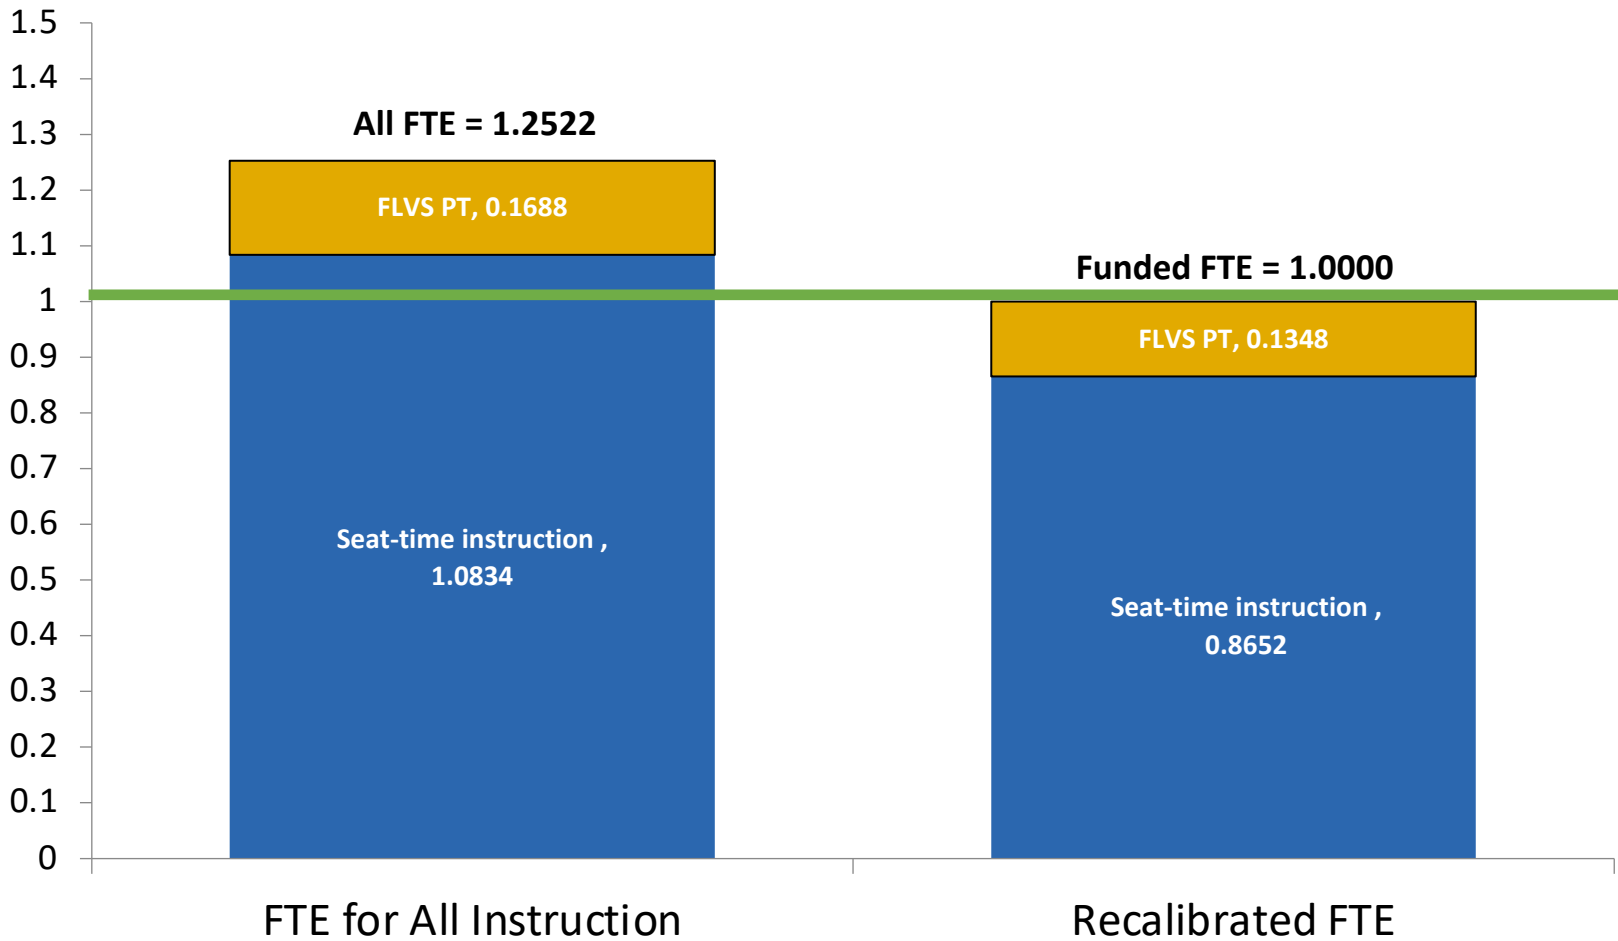 1.5
1.4
1.3
1.2
1.1
1
0.9
0.8
0.7
0.6
0.5
0.4
0.3
0.2
0.1
0
All FTE = 1.2522
FLVS PT, 0.1688
Seat-time instruction ,
1.0834
Funded FTE = 1.0000
FLVS PT, 0.1348
Seat-time instruction ,
0.8652
FTE for All Instruction
Recalibrated FTE